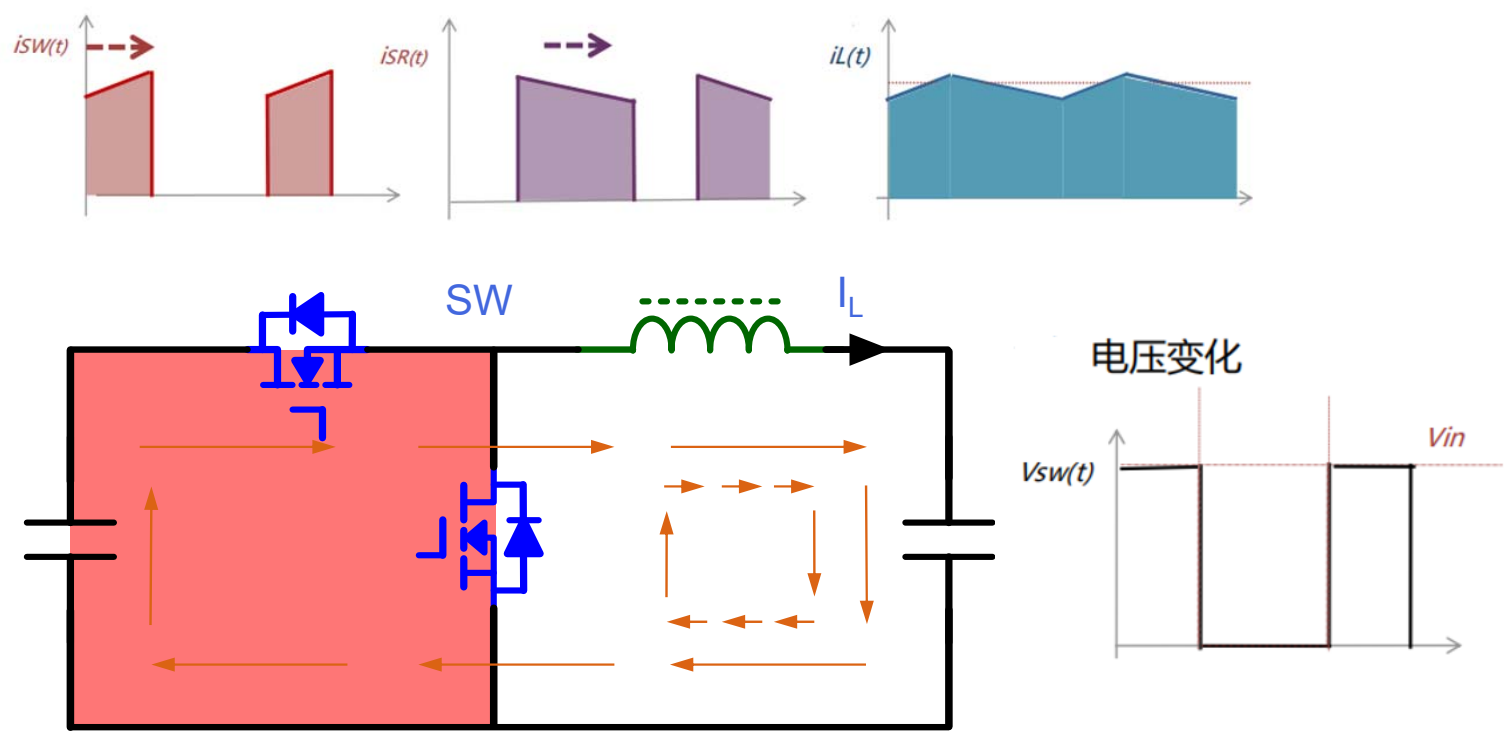 iSW(t)
iSR(t)
iL(t)
SW
IL
电压变化
Vin
Vsw(t)